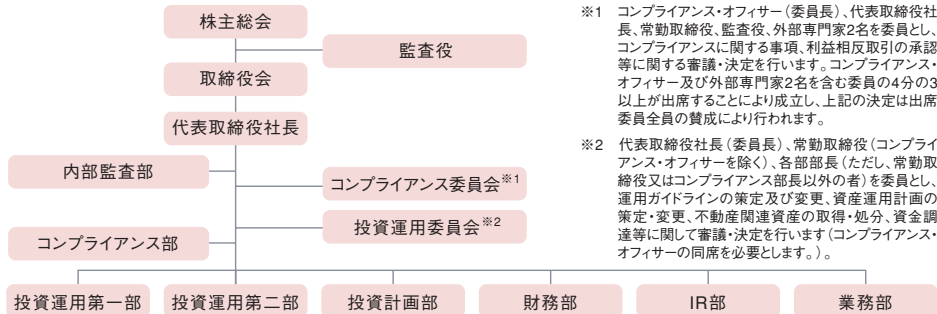 株主総会
監査役
取締役会
代表取締役社長
内部監査部
コンプライアンス委員会※1
投資運用委員会※2
コンプライアンス部
投資運用第一部 投資運用第二部 投資計画部 財務部 IR部 業務部
※1 コンプライアンス・オフィサー(委員長)、代表取締役社
長、常勤取締役、監査役、外部専門家2名を委員とし、
コンプライアンスに関する事項、利益相反取引の承認
等に関する審議・決定を行います。コンプライアンス・
オフィサー及び外部専門家2名を含む委員の4分の3
以上が出席することにより成立し、上記の決定は出席
委員全員の賛成により行われます。
※2 代表取締役社長(委員長)、常勤取締役(コンプライ
アンス・オフィサーを除く)、各部部長(ただし、常勤取
締役又はコンプライアンス部長以外の者)を委員とし、
運用ガイドラインの策定及び変更、資産運用計画の
策定・変更、不動産関連資産の取得・処分、資金調
達等に関して審議・決定を行います(コンプライアンス・
オフィサーの同席を必要とします。)。